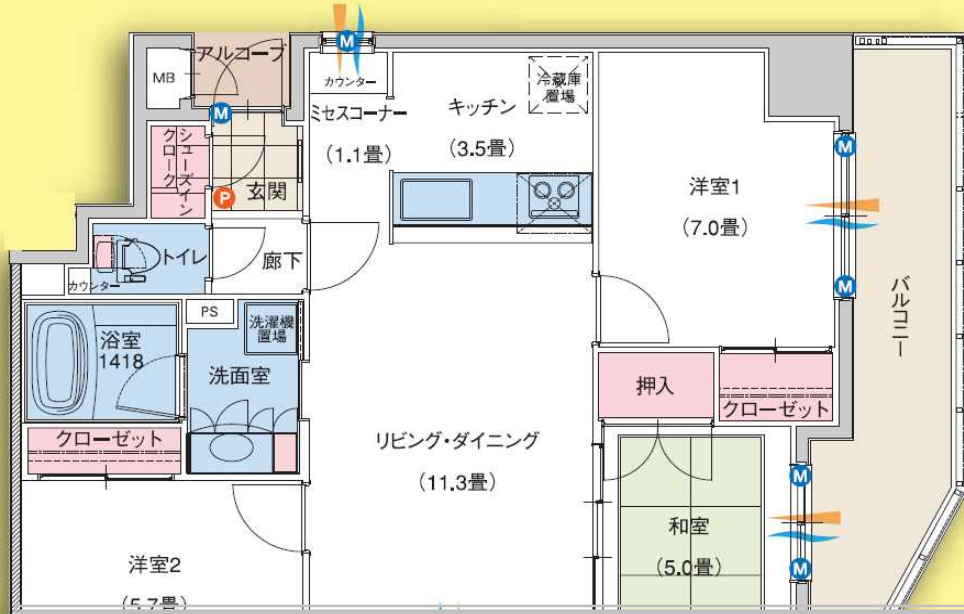 アルコーブ
MB
M
カウンター
ミセスコーナー
(1.1畳)
キッチン
(3.5畳)
冷蔵庫
置場
M
シューズイン
クローク
玄関
P
洋室1
(7.0畳)
M
M
バルコニー
トイレ
カウンター
廊下
PS
洗濯機
置場
浴室
1418
洗面室
クローゼット
リビング・ダイニング
(11.3畳)
押入
クローゼット
和室
(5.0畳)
M
M
洋室2
(5.7畳)